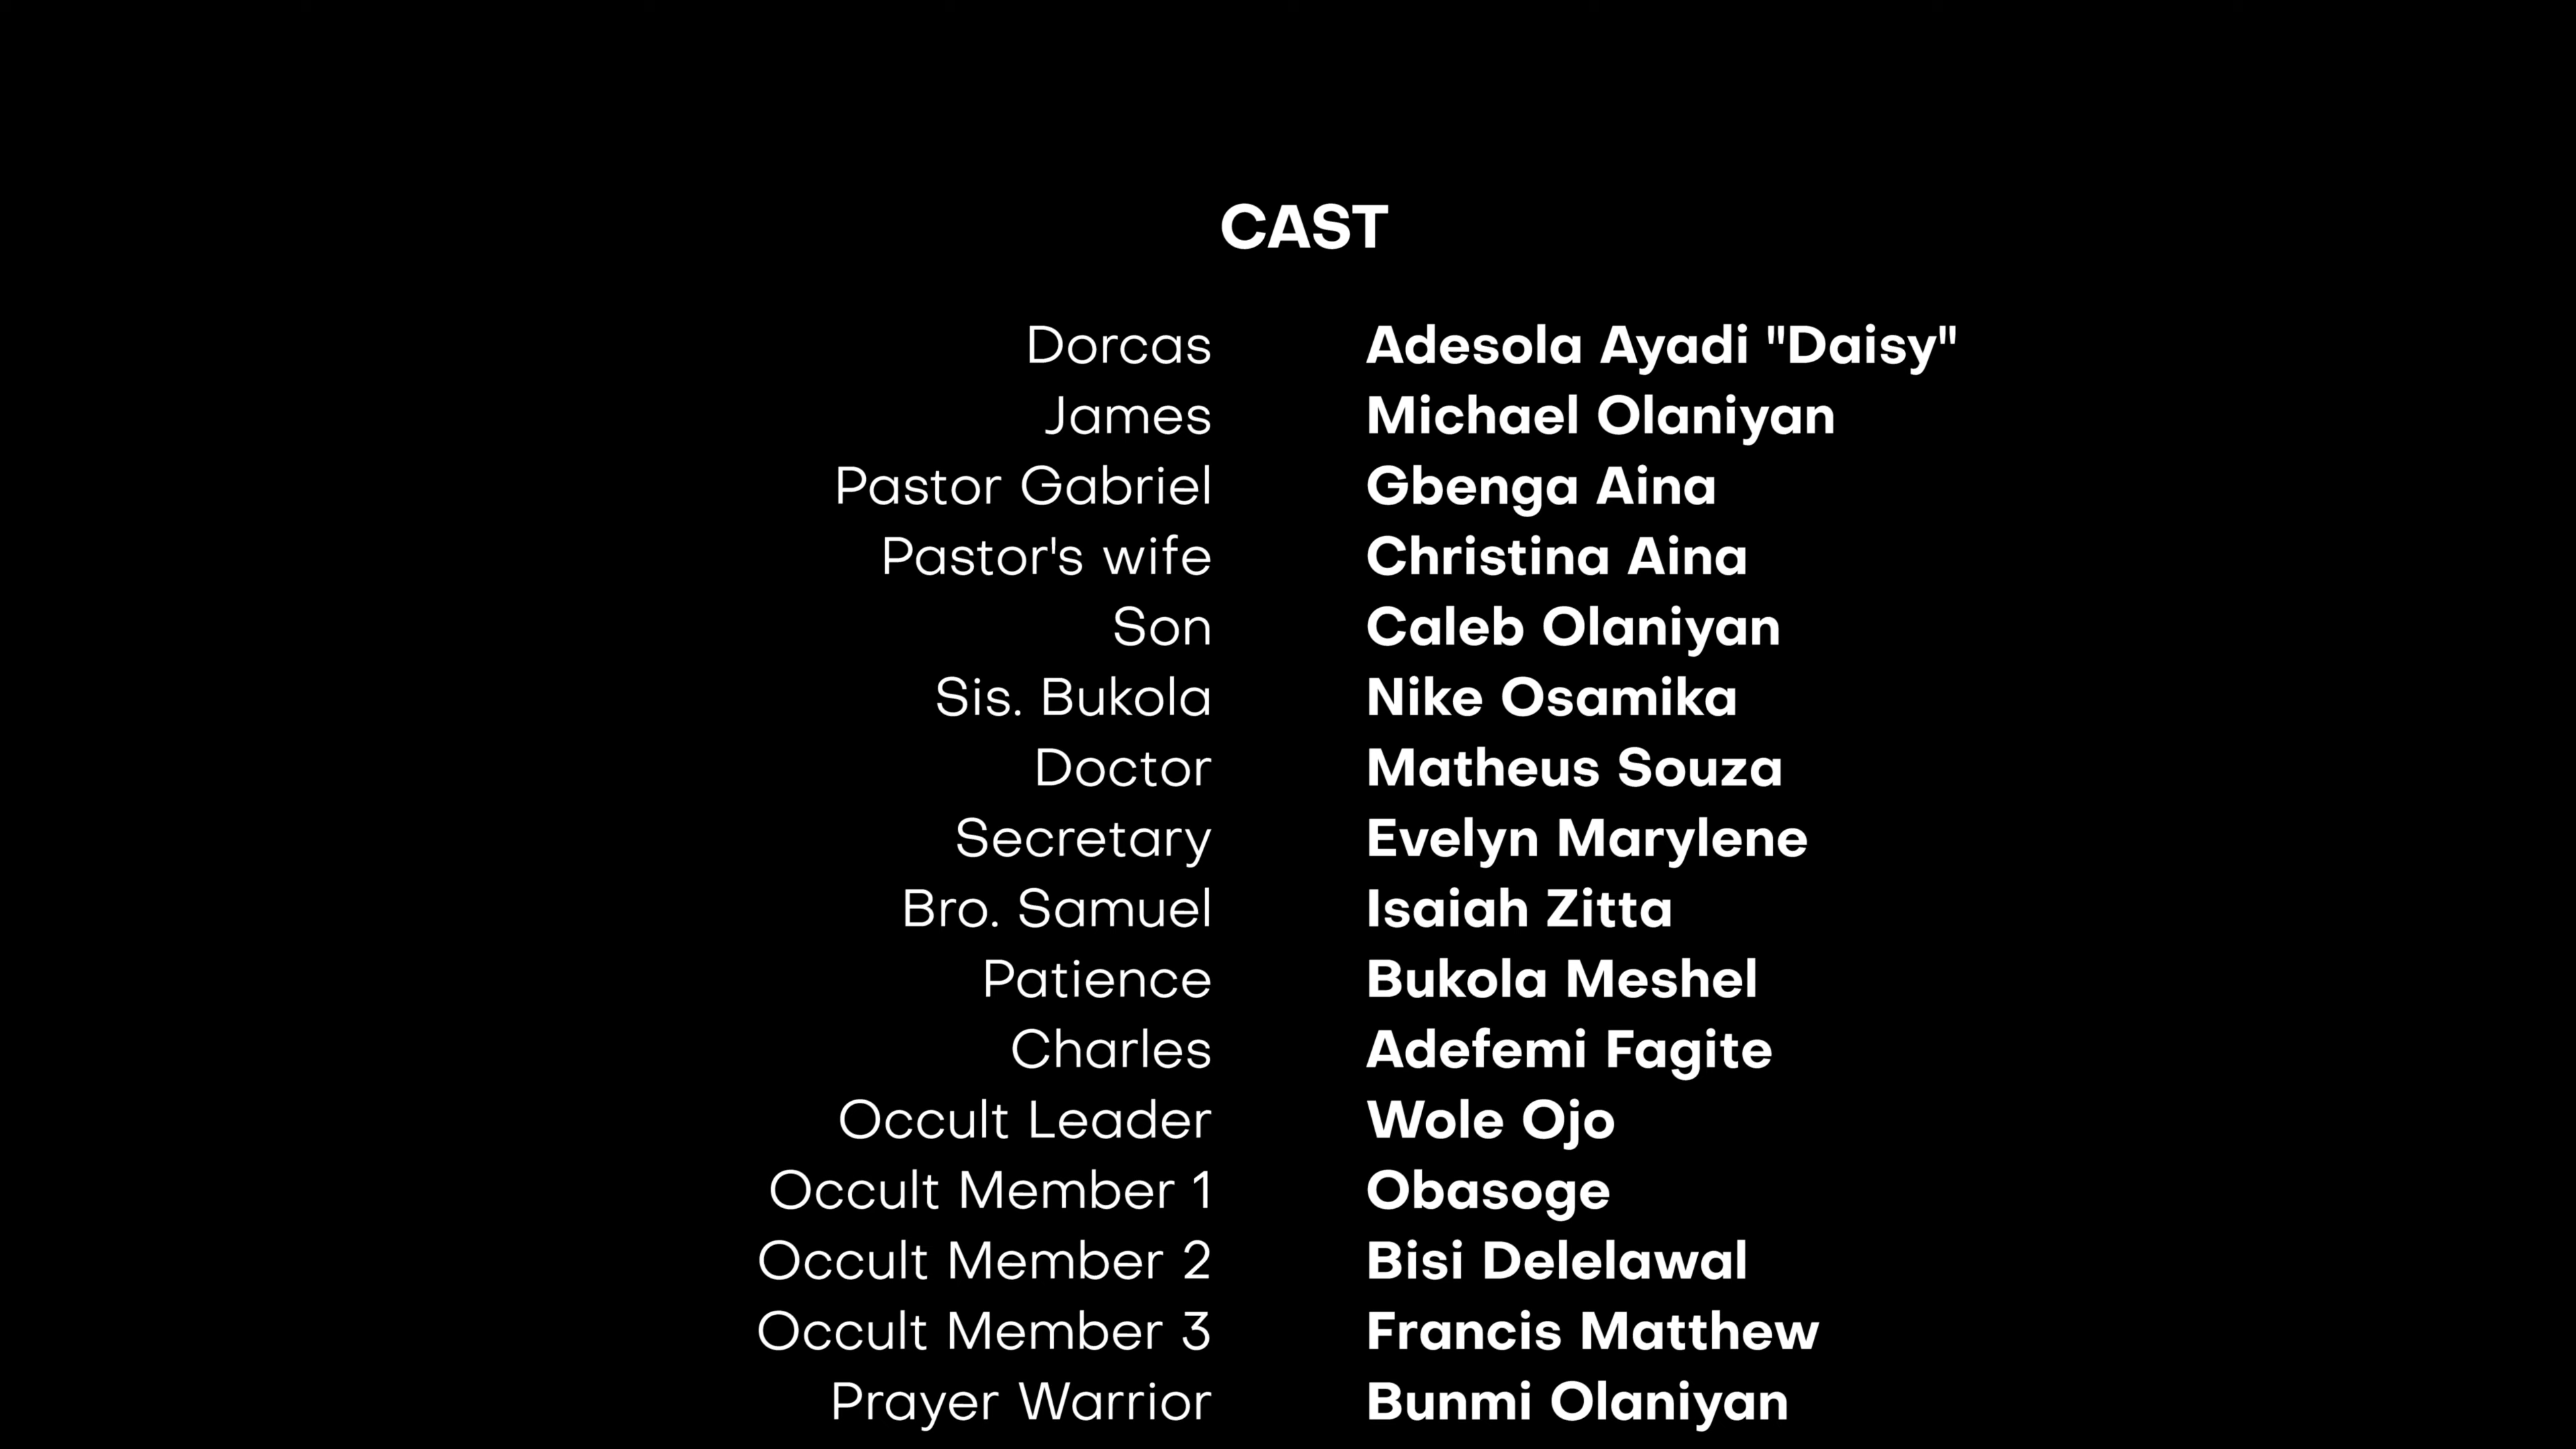 CAST
Dorcas Adesola Ayadi "Daisy"
James Michael Olaniyan
Pastor Gabriel Gbenga Aina
Pastor's wife Christina Aina
Son Caleb Olaniyan
Sis. Bukola Nike Osamika
Doctor Matheus Souza
Secretary Evelyn Marylene
Bro. Samuel Isaiah Zitta
Patience Bukola Meshel
Charles Adefemi Fagite
Occult Leader Wole Ojo
Occult Member 1 Obasoge
Occult Member 2 Bisi Delelawal
Occult Member 3 Francis Matthew
Prayer Warrior Bunmi Olaniyan